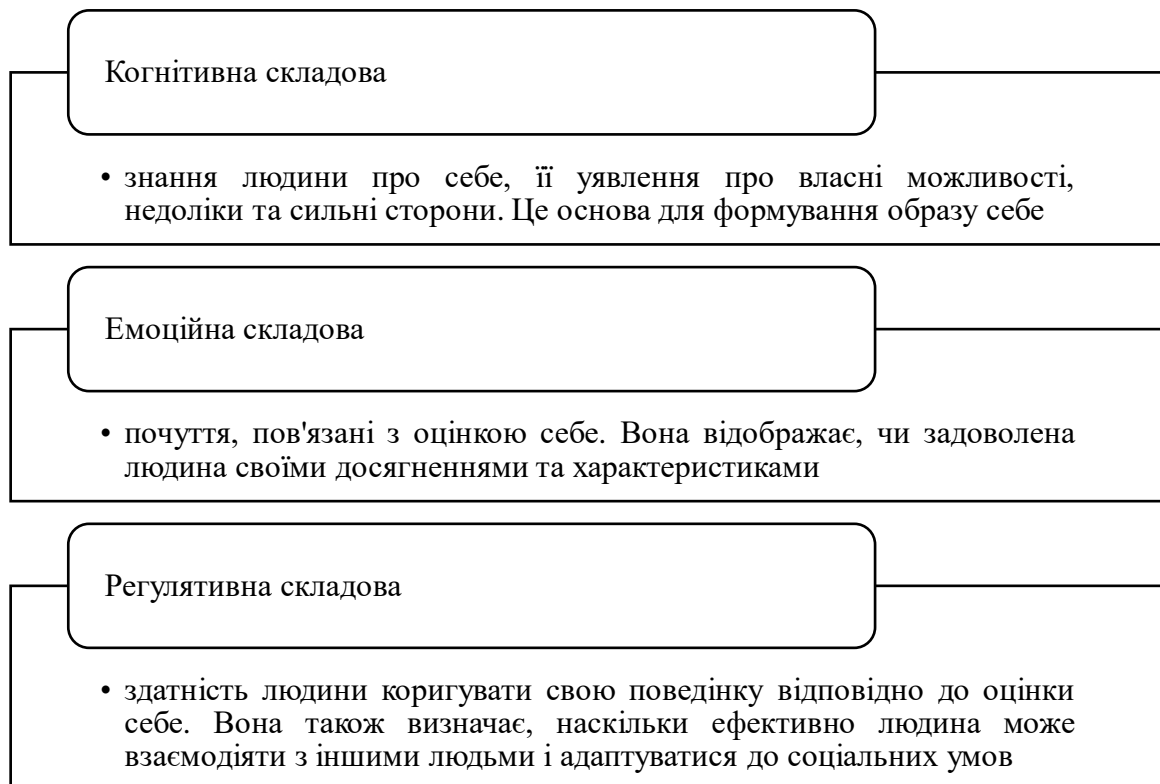 Когнітивна складова
• знання людини про себе, її уявлення про власні можливості,
недоліки та сильні сторони. Це основа для формування образу себе
Емоційна складова
• почуття, пов'язані з оцінкою себе. Вона відображає, чи задоволена
людина своїми досягненнями та характеристиками
Регулятивна складова
• здатність людини коригувати свою поведінку відповідно до оцінки
себе. Вона також визначає, наскільки ефективно людина може
взаємодіяти з іншими людьми і адаптуватися до соціальних умов